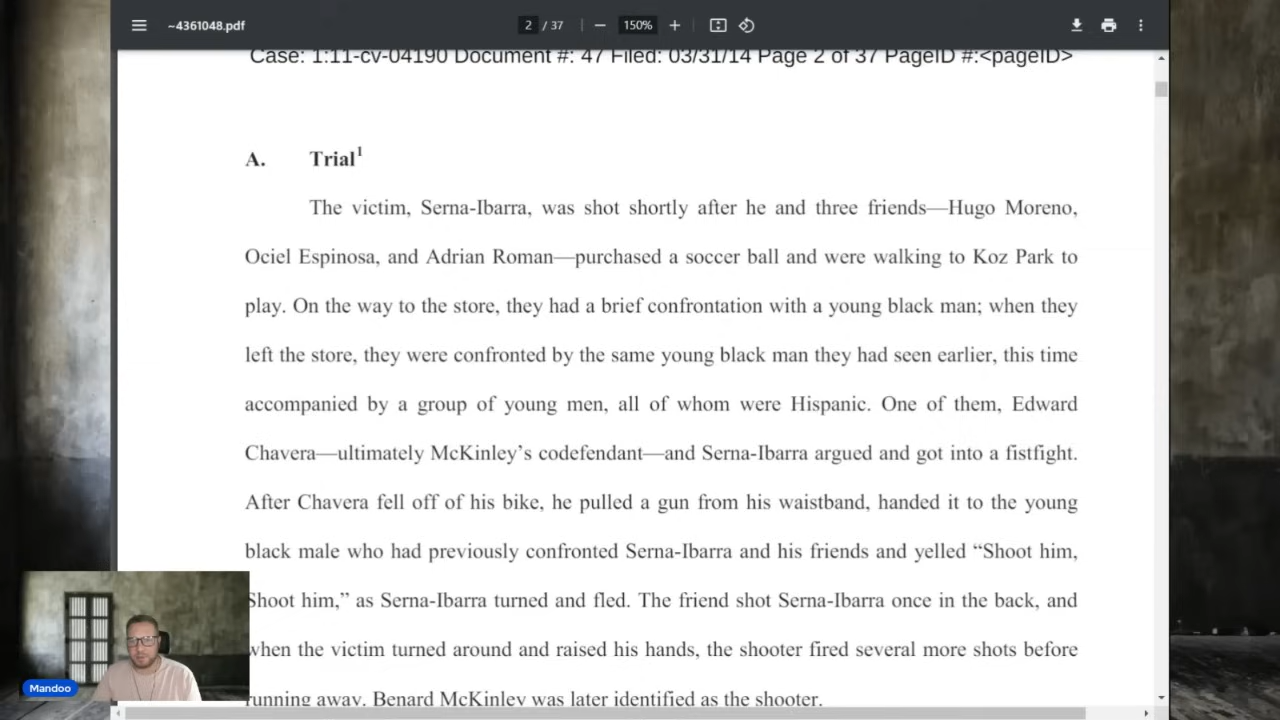 ~4361048.pdf
2 / 37
150%
Case: 1:11-cv-04190 Document #: 47 Filed: 03/31/14 Page 2 of 37 PageID #:<pageID>
A. Trial1
The victim, Serna-Ibarra, was shot shortly after he and three friends—Hugo Moreno,
Ociel Espinosa, and Adrian Roman—purchased a soccer ball and were walking to Koz Park to
play. On the way to the store, they had a brief confrontation with a young black man; when they
left the store, they were confronted by the same young black man they had seen earlier, this time
accompanied by a group of young men, all of whom were Hispanic. One of them, Edward
Chavera—ultimately McKinley’s codefendant—and Serna-Ibarra argued and got into a fistfight.
After Chavera fell off of his bike, he pulled a gun from his waistband, handed it to the young
black male who had previously confronted Serna-Ibarra and his friends and yelled “Shoot him,
Shoot him,” as Serna-Ibarra turned and fled. The friend shot Serna-Ibarra once in the back, and
when the victim turned around and raised his hands, the shooter fired several more shots before
running away. Benard McKinley was later identified as the shooter.
Mandoo